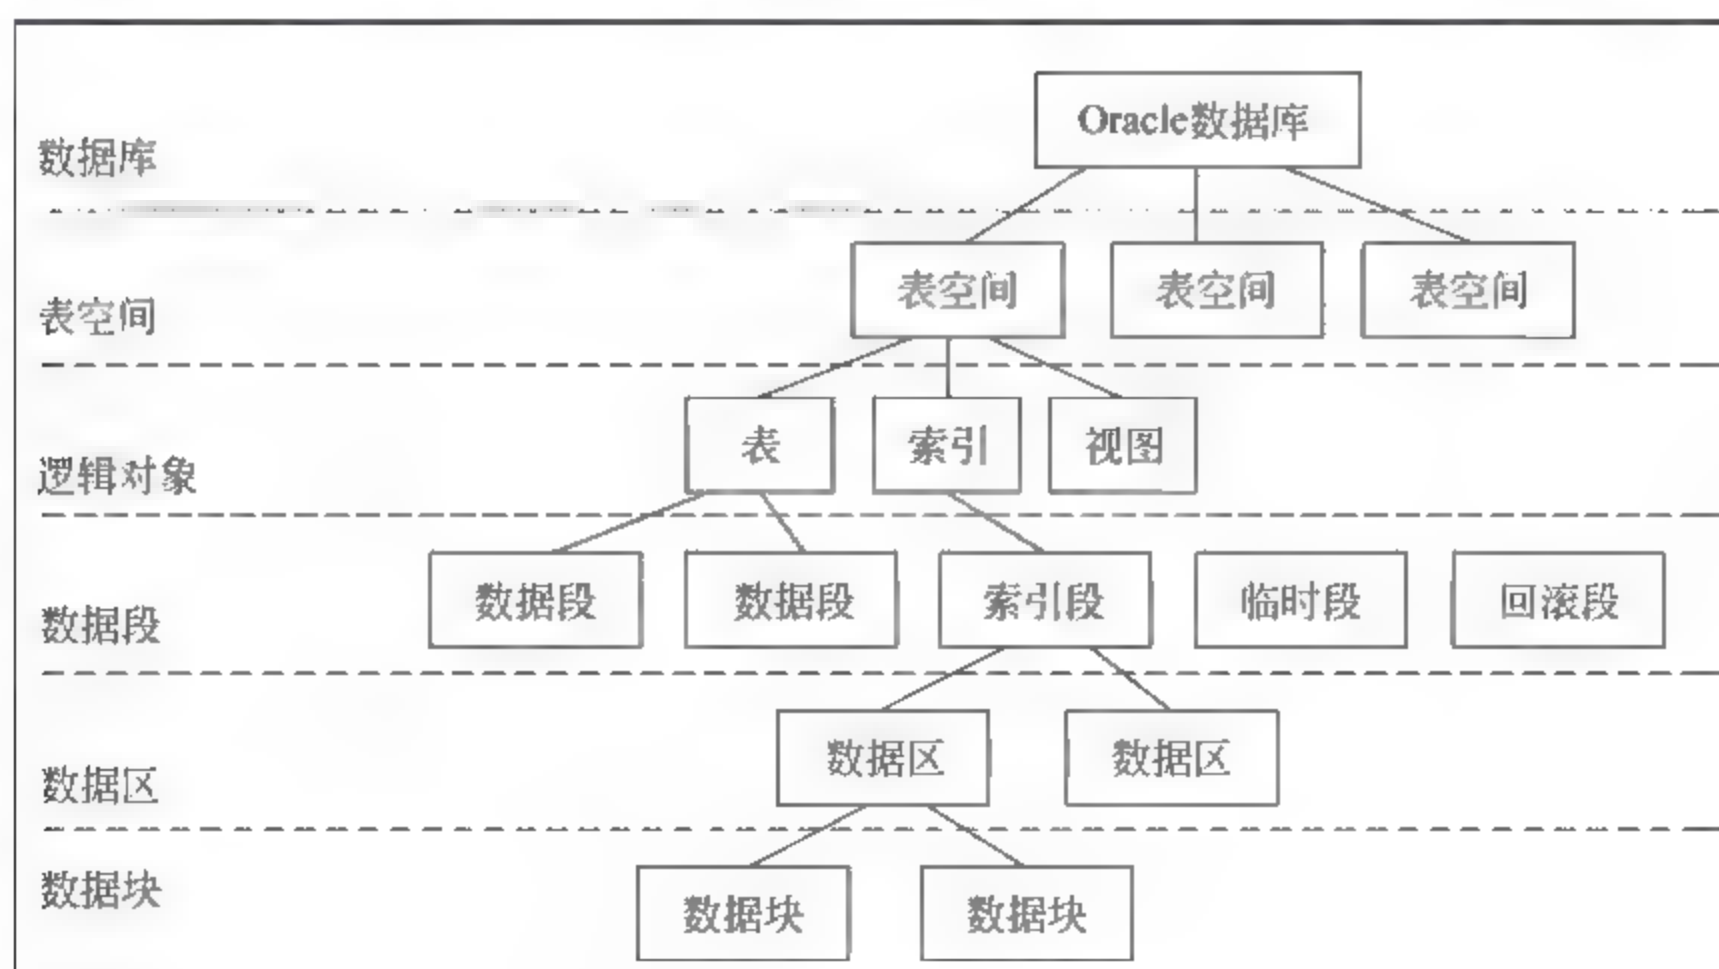 Oracle数据库
数据库
表空间 表空间 表空间
表空间
表 索引 视图
逻辑对象
数据段 数据段 索引段 临时段 回滚段
数据段
数据区 数据区
数据区
数据块
数据块 数据块